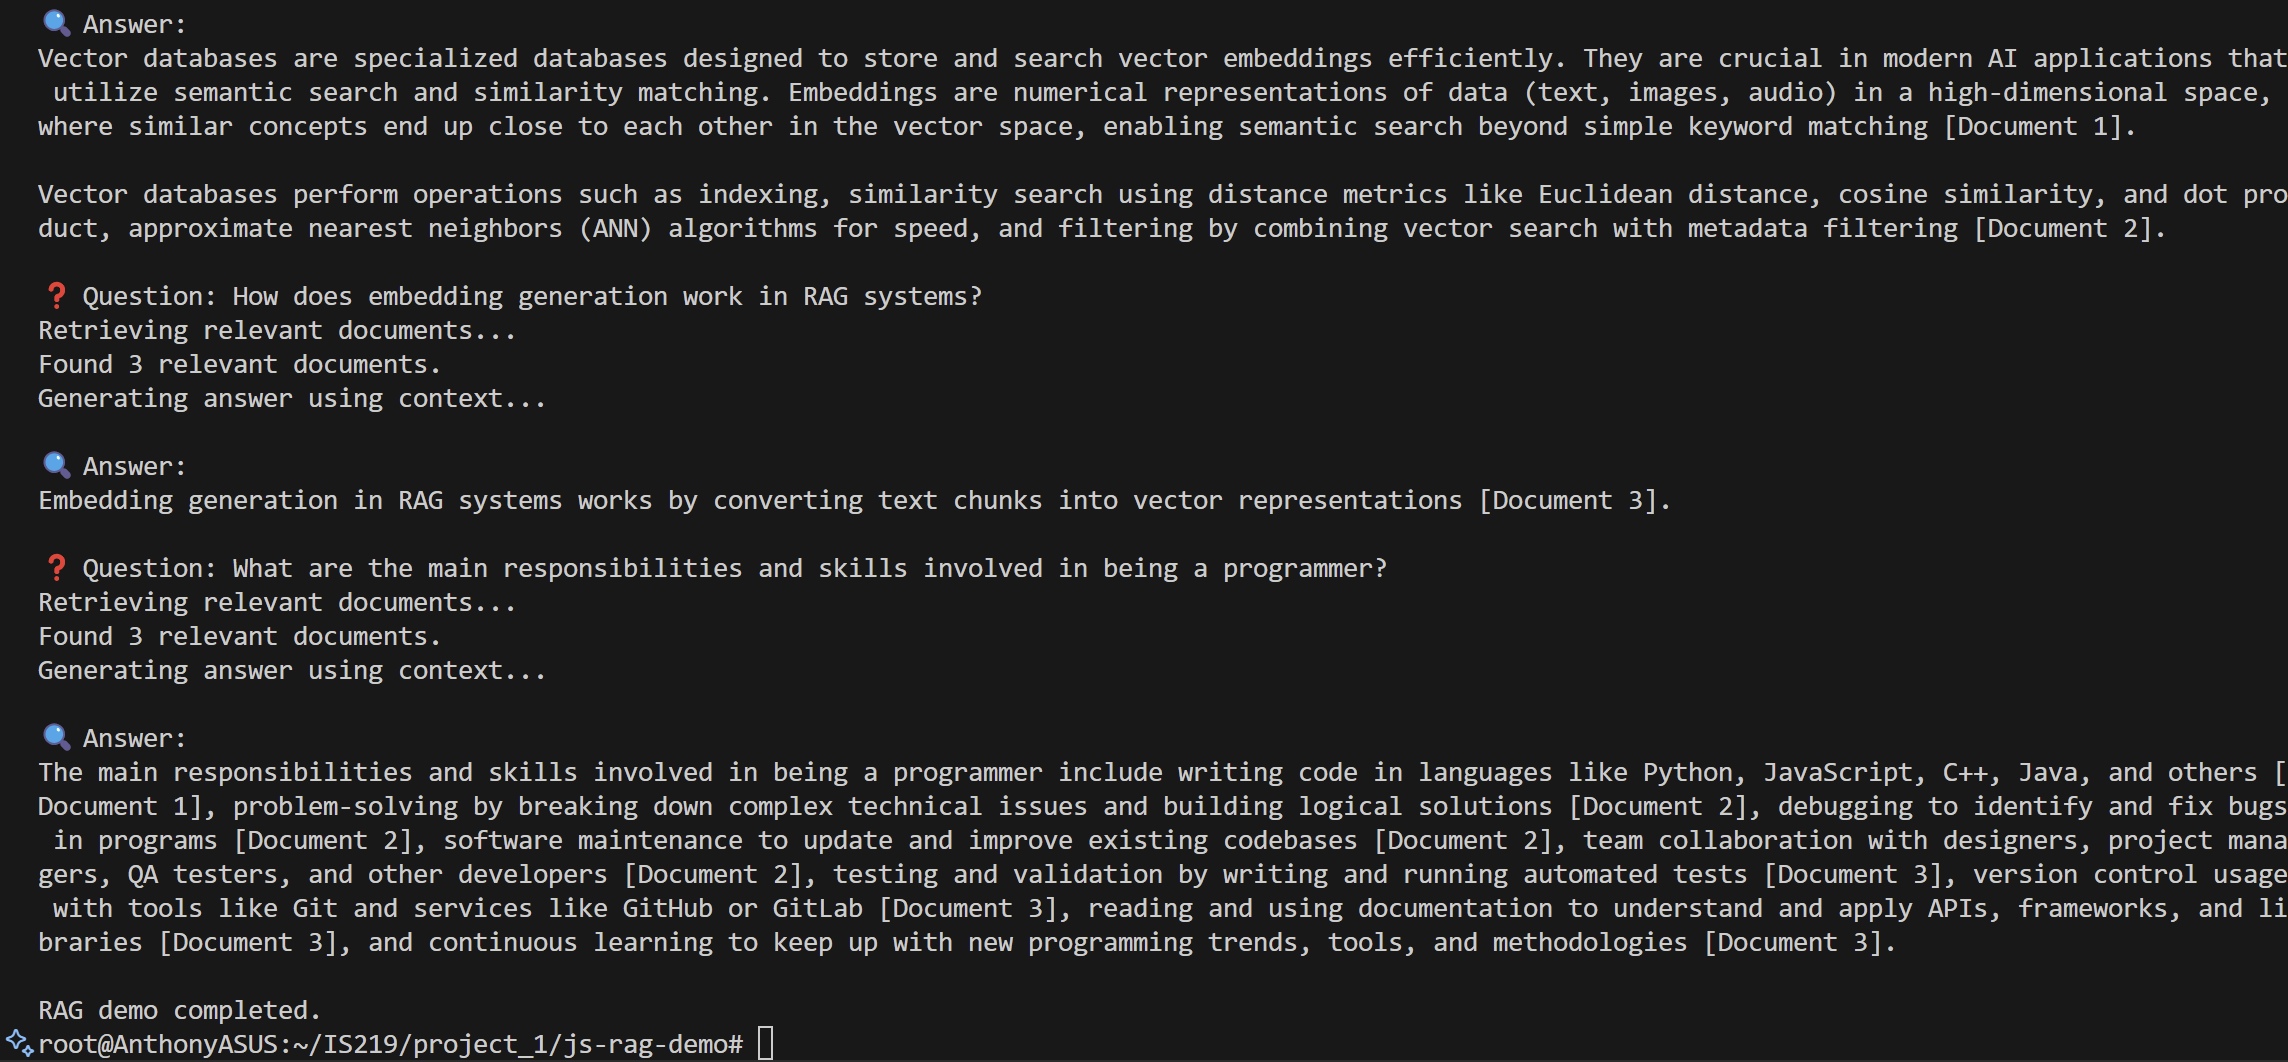 🔍 Answer:
Vector databases are specialized databases designed to store and search vector embeddings efficiently. They are crucial in modern AI applications that
utilize semantic search and similarity matching. Embeddings are numerical representations of data (text, images, audio) in a high-dimensional space,
where similar concepts end up close to each other in the vector space, enabling semantic search beyond simple keyword matching [Document 1].

Vector databases perform operations such as indexing, similarity search using distance metrics like Euclidean distance, cosine similarity, and dot pro
duct, approximate nearest neighbors (ANN) algorithms for speed, and filtering by combining vector search with metadata filtering [Document 2].

❓ Question: How does embedding generation work in RAG systems?
Retrieving relevant documents...
Found 3 relevant documents.
Generating answer using context...

🔍 Answer:
Embedding generation in RAG systems works by converting text chunks into vector representations [Document 3].

❓ Question: What are the main responsibilities and skills involved in being a programmer?
Retrieving relevant documents...
Found 3 relevant documents.
Generating answer using context...

🔍 Answer:
The main responsibilities and skills involved in being a programmer include writing code in languages like Python, JavaScript, C++, Java, and others [
Document 1], problem-solving by breaking down complex technical issues and building logical solutions [Document 2], debugging to identify and fix bugs
in programs [Document 2], software maintenance to update and improve existing codebases [Document 2], team collaboration with designers, project mana
gers, QA testers, and other developers [Document 2], testing and validation by writing and running automated tests [Document 3], version control usage
with tools like Git and services like GitHub or GitLab [Document 3], reading and using documentation to understand and apply APIs, frameworks, and li
braries [Document 3], and continuous learning to keep up with new programming trends, tools, and methodologies [Document 3].

RAG demo completed.
root@AnthonyASUS:~/IS219/project_1/js-rag-demo#